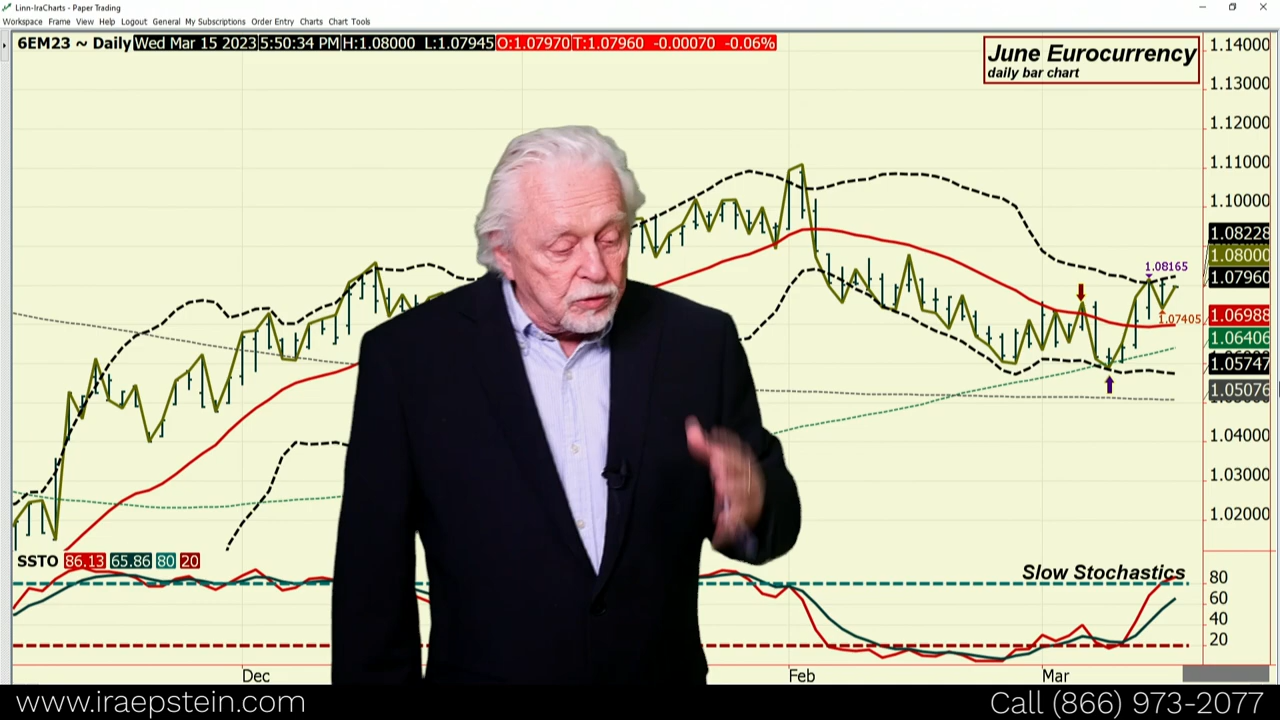 Linn-IraCharts - Paper Trading
Workspace Frame View Help Logout General My Subscriptions Order Entry Charts Chart Tools
6EM23 ~ Daily Wed Mar 15 2023 5:50:34 PM H:1.08000 L:1.07945 O:1.07970 T:1.07960 -0.00070 -0.06%
June Eurocurrency
daily bar chart
1.14000
1.13000
1.12000
1.11000
1.10000
1.08228
1.08000
1.07960
1.06988
1.06406
1.05747
1.05076
1.04000
1.03000
1.02000
1.08165
1.07405
SSTO 86.13 65.86 80 20
Slow Stochastics
80
60
40
20
Dec Feb Mar
www.iraepstein.com Call (866) 973-2077